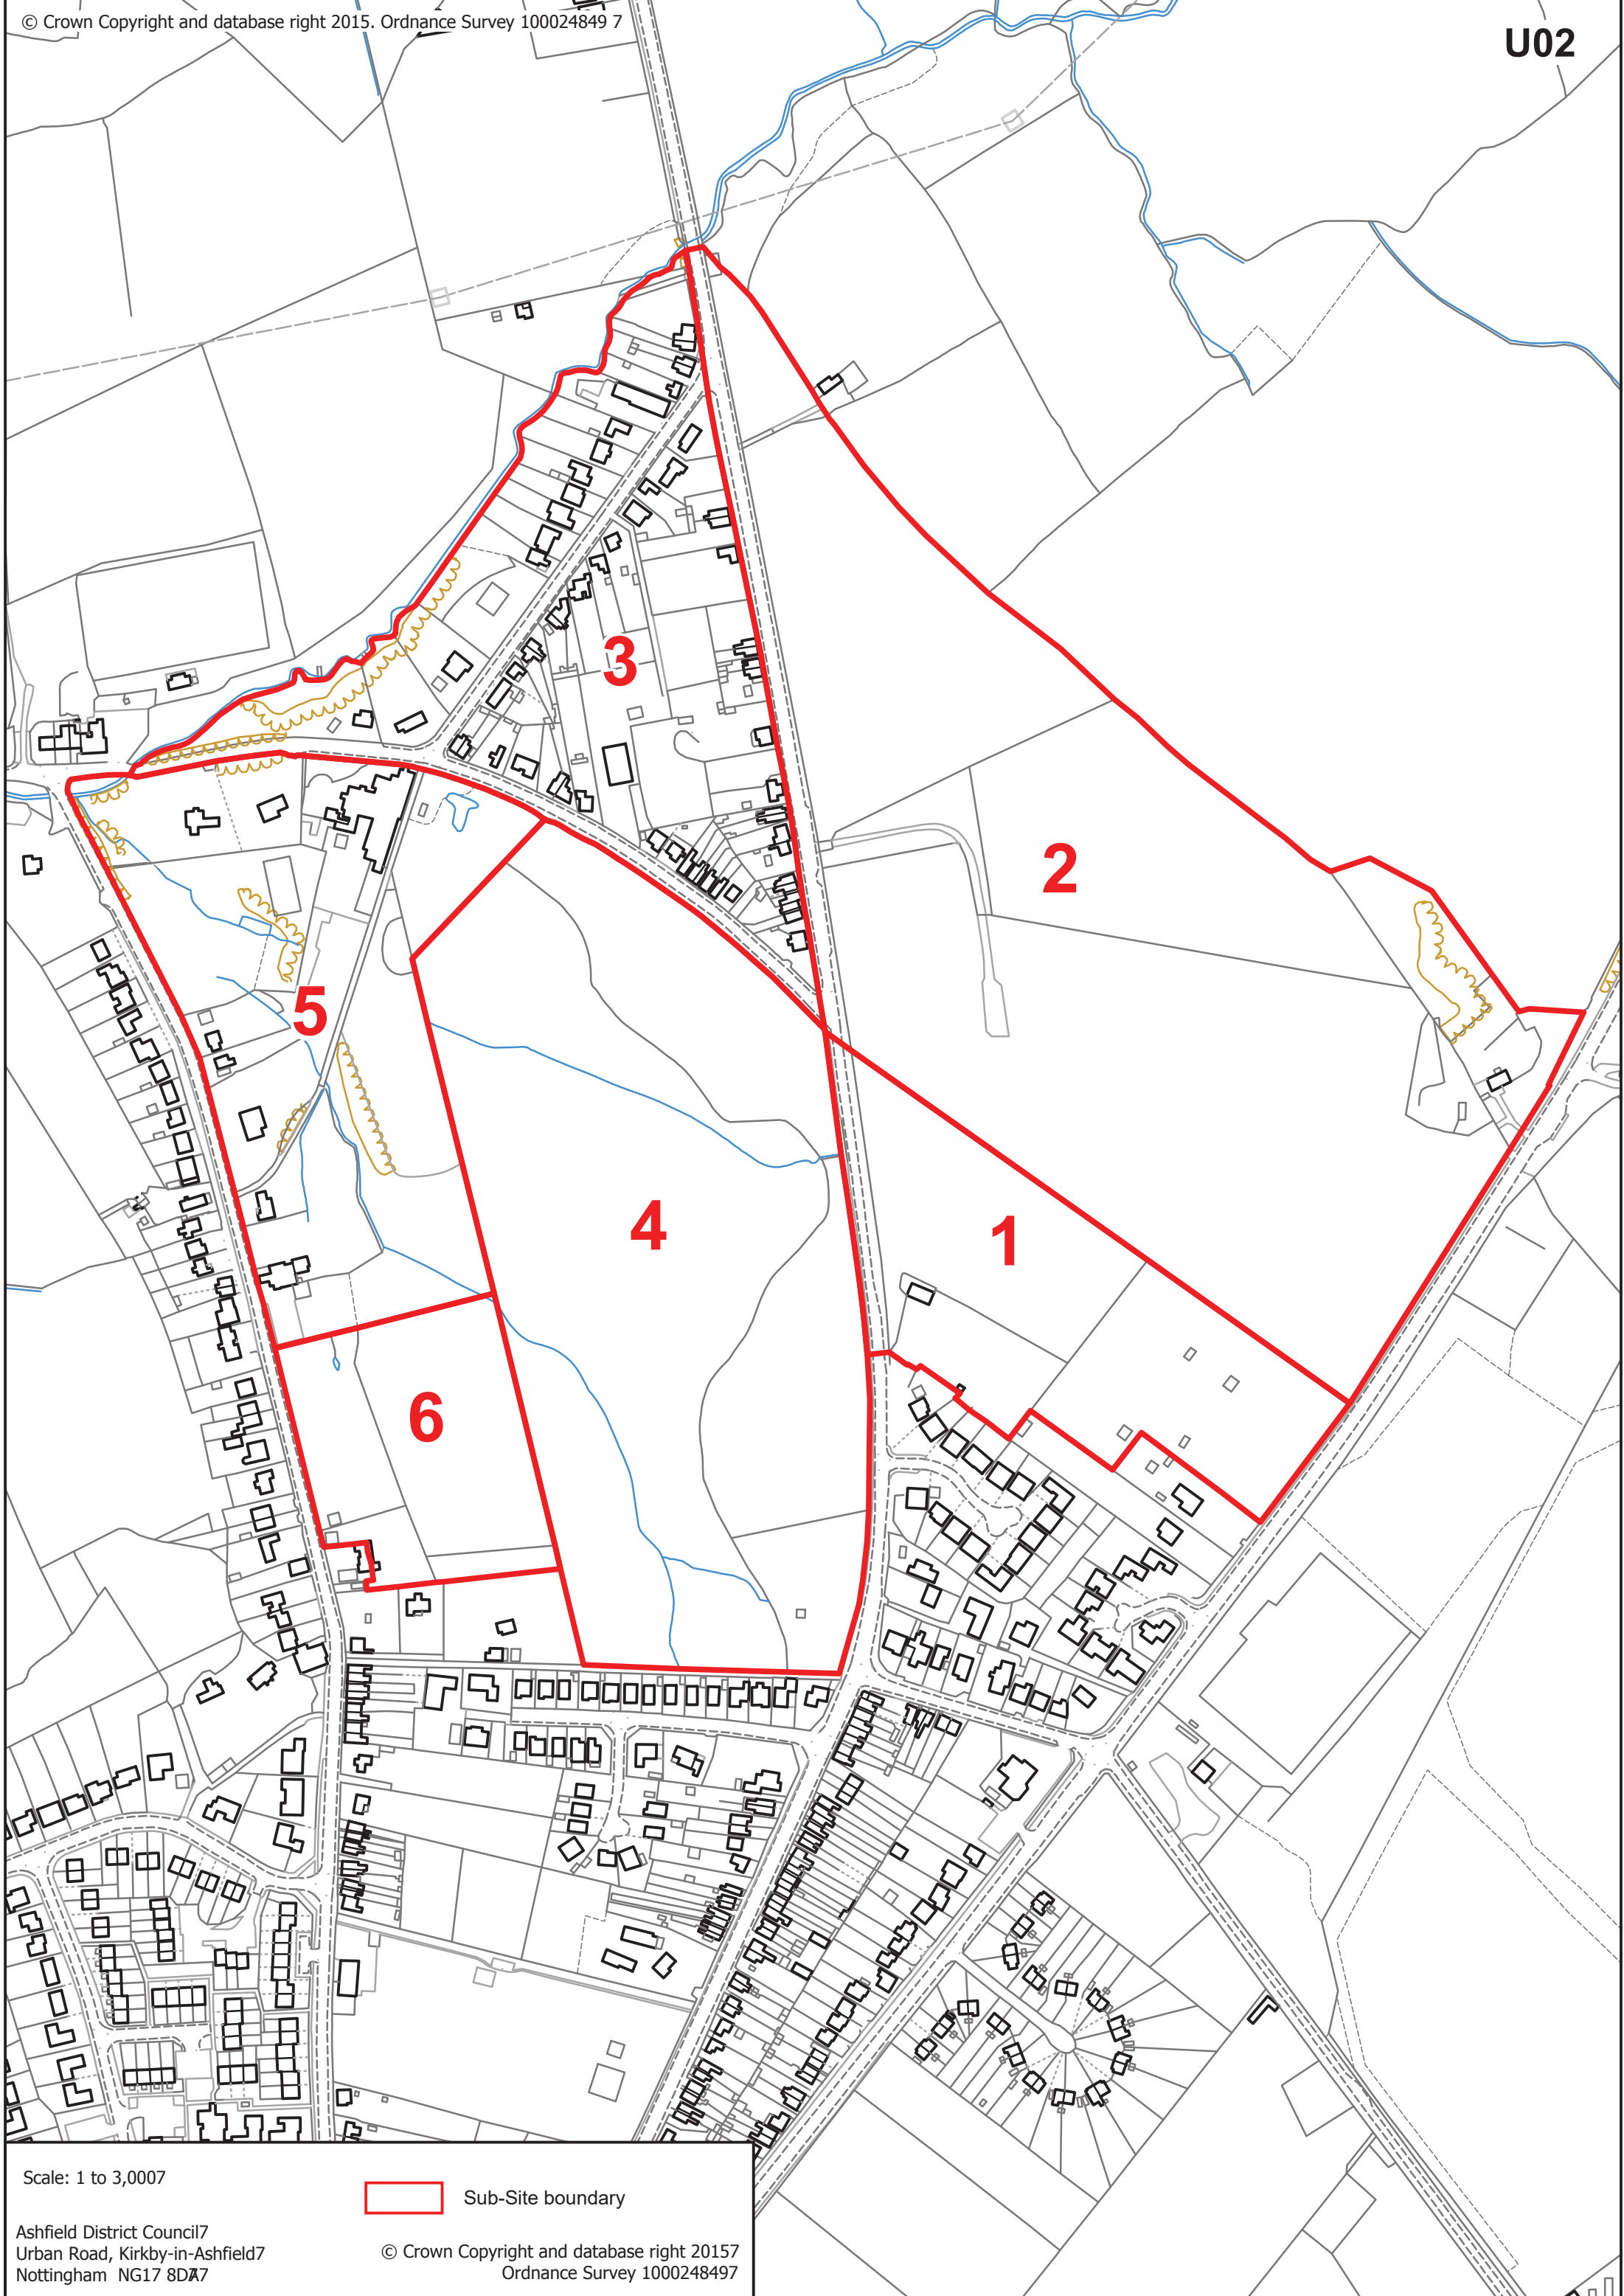 © Crown Copyright and database right 2015. Ordnance Survey 100024849 7
U02
3
2
5
4
1
6
Scale: 1 to 3,0007
Sub-Site boundary
Ashfield District Council7
Urban Road, Kirkby-in-Ashfield7
Nottingham NG17 8DA7
© Crown Copyright and database right 20157
Ordnance Survey 1000248497